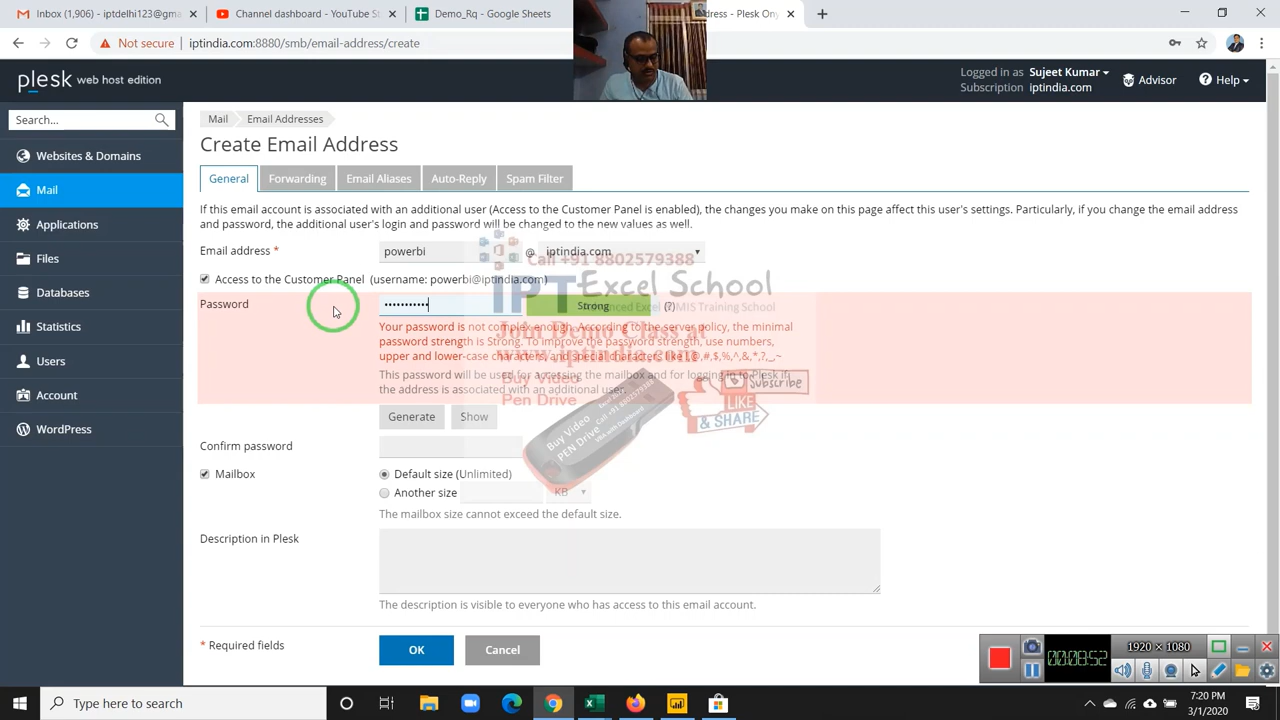 Inbox (1,906) - iptdelhi123@gm
Channel dashboard - YouTube St
Demo_Rq - Google Sheets
dress - Plesk Ony
Not secure
iptindia.com:8880/smb/email-address/create
plesk web host edition
Logged in as Sujeet Kumar
Subscription iptindia.com
Advisor
Help
Search...
Websites & Domains
Mail
Applications
Files
Databases
Statistics
Users
Account
WordPress
Mail
Email Addresses
Create Email Address
General
Forwarding
Email Aliases
Auto-Reply
Spam Filter
If this email account is associated with an additional user (Access to the Customer Panel is enabled), the changes you make on this page affect this user's settings. Particularly, if you change the email address
and password, the additional user's login and password will be changed to the new values as well.
Email address *
powerbi
@
iptindia.com
Call +91 8802579388
Access to the Customer Panel (username: powerbi@iptindia.com)
IPT Excel School
Advanced Excel MIS Training School
Password
•••••••••••
Strong
(?)
Your password is not complex enough. According to the server policy, the minimal
password strength is Strong. To improve the password strength, use numbers,
upper and lower-case characters, and special characters like !,@,#,$,%,^,&,*,?,_,~
This password will be used for accessing the mailbox and for logging in to Plesk if
the address is associated with an additional user.
Join Demo Class at
Buy Video
Pen Drive
Subscribe
LIKE
& SHARE
Buy Video
PEN Drive
Generate
Show
Confirm password
Mailbox
Default size (Unlimited)
Another size
KB
The mailbox size cannot exceed the default size.
Description in Plesk
The description is visible to everyone who has access to this email account.
* Required fields
OK
Cancel
1920 × 1080
00:08:52
Type here to search
7:20 PM
3/1/2020